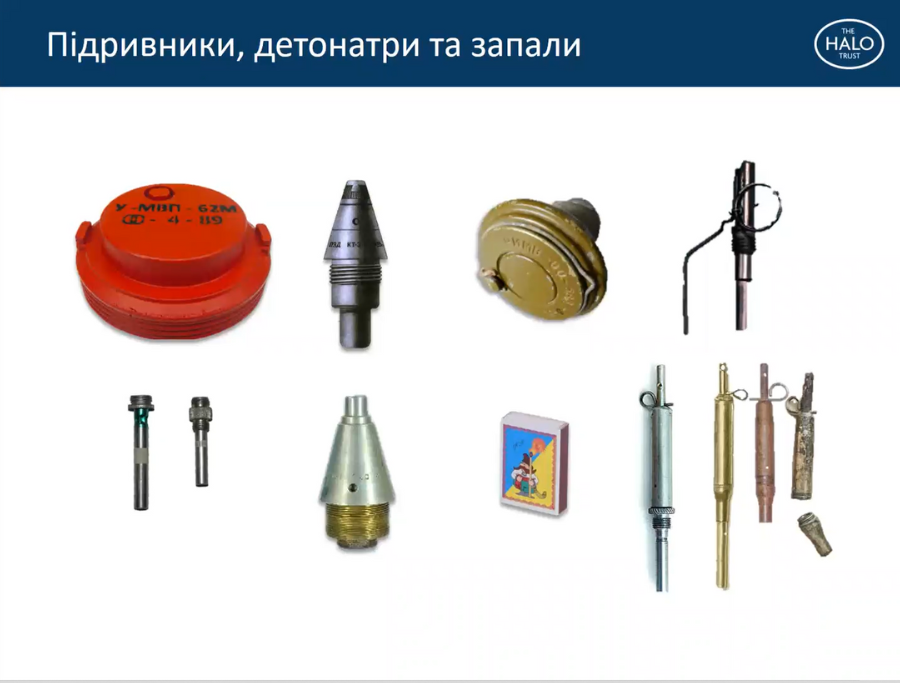 Підривники, детонатри та запали
THE
HALO
TRUST
У-МВП-62М
4-89